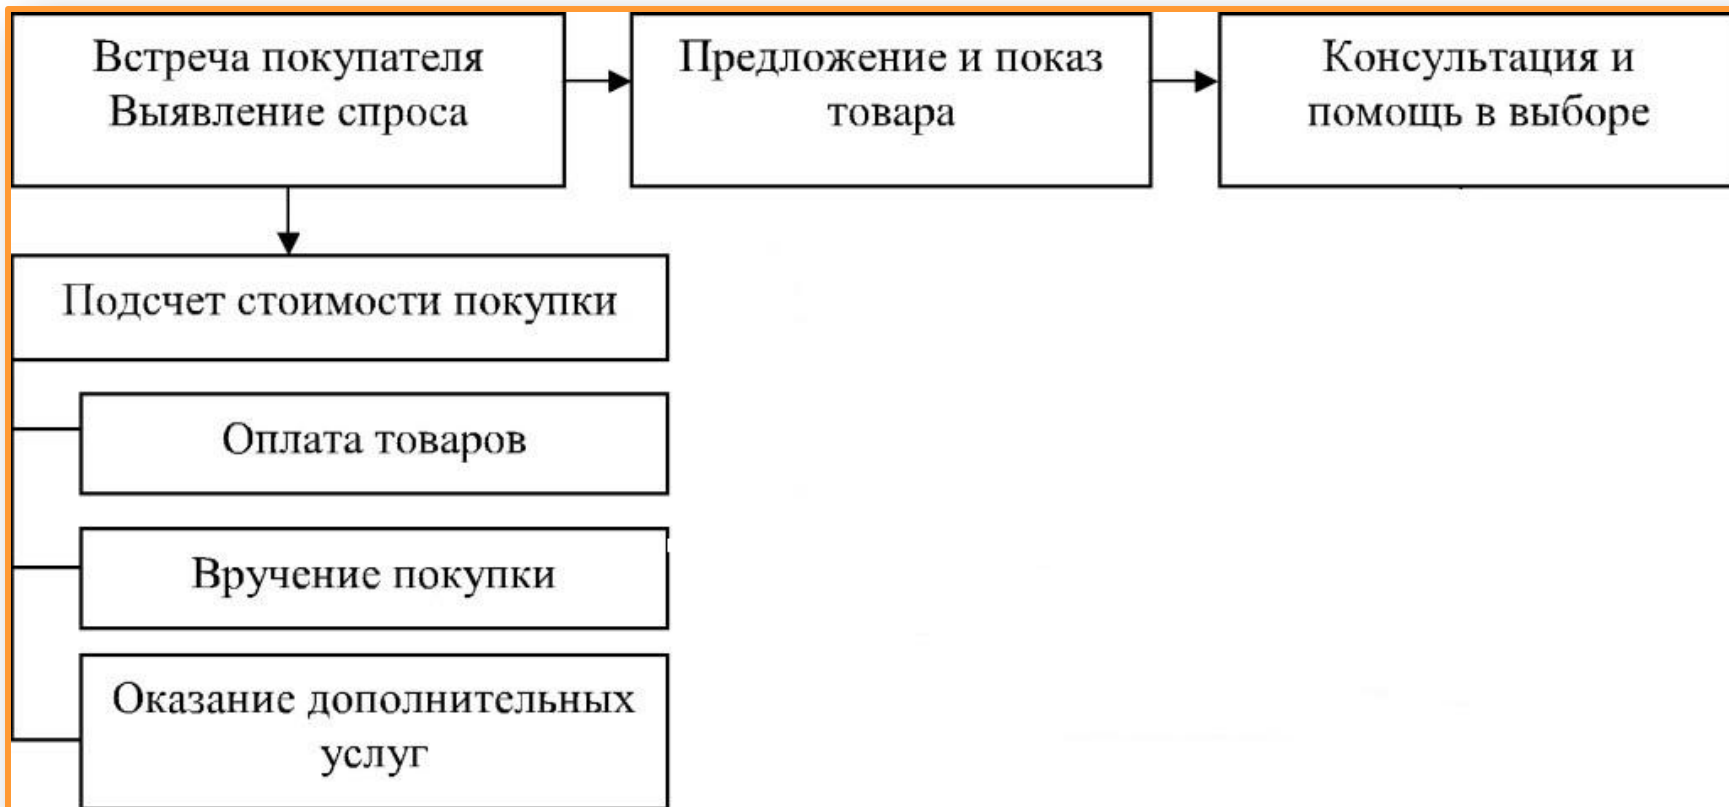 Встреча покупателя
Выявление спроса
Предложение и показ
товара
Консультация и
помощь в выборе
Подсчет стоимости покупки
Оплата товаров
Вручение покупки
Оказание дополнительных
услуг